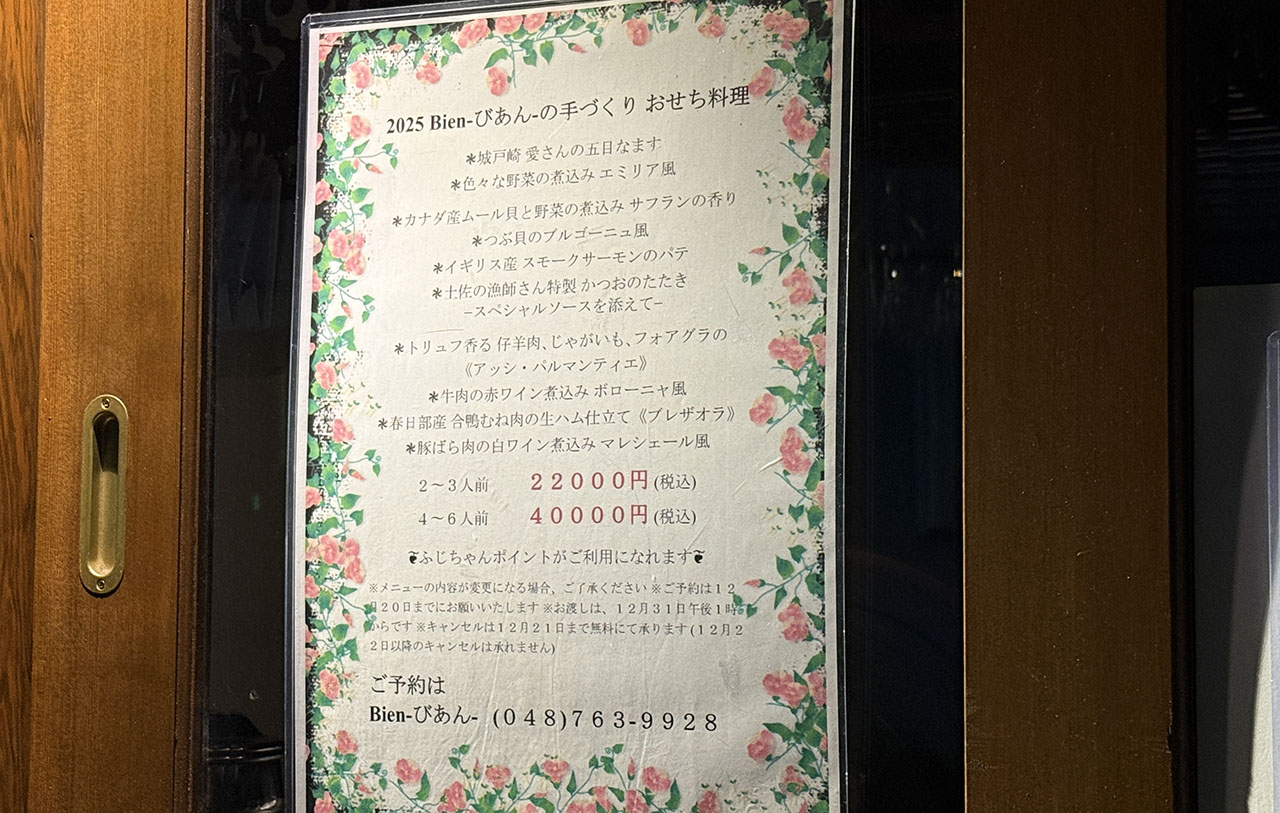 2025 Bien-びあん-の手づくり おせち料理
＊城戸崎 愛さんの五目なます
＊色々な野菜の煮込み エミリア風
＊カナダ産ムール貝と野菜の煮込み サフランの香り
＊つぶ貝のブルゴーニュ風
＊イギリス産 スモークサーモンのパテ
＊土佐の漁師さん特製 かつおのたたき
−スペシャルソースを添えて−
＊トリュフ香る 仔羊肉、じゃがいも、フォアグラの
《アッシ・パルマンティエ》
＊牛肉の赤ワイン煮込み ボローニャ風
＊春日部産 合鴨むね肉の生ハム仕立て《ブレザオラ》
＊豚ばら肉の白ワイン煮込み マレシェール風
２～３人前 ２２０００円(税込)
４～６人前 ４００００円(税込)
❦ふじちゃんポイントがご利用になれます❦
※メニューの内容が変更になる場合、ご了承ください ※ご予約は１２
月２０日までにお願いいたします ※お渡しは、１２月３１日午後１時
からです ※キャンセルは１２月２１日まで無料にて承ります(１２月２
２日以降のキャンセルは承れません)
ご予約は
Bien-びあん- (０４８)７６３-９９２８